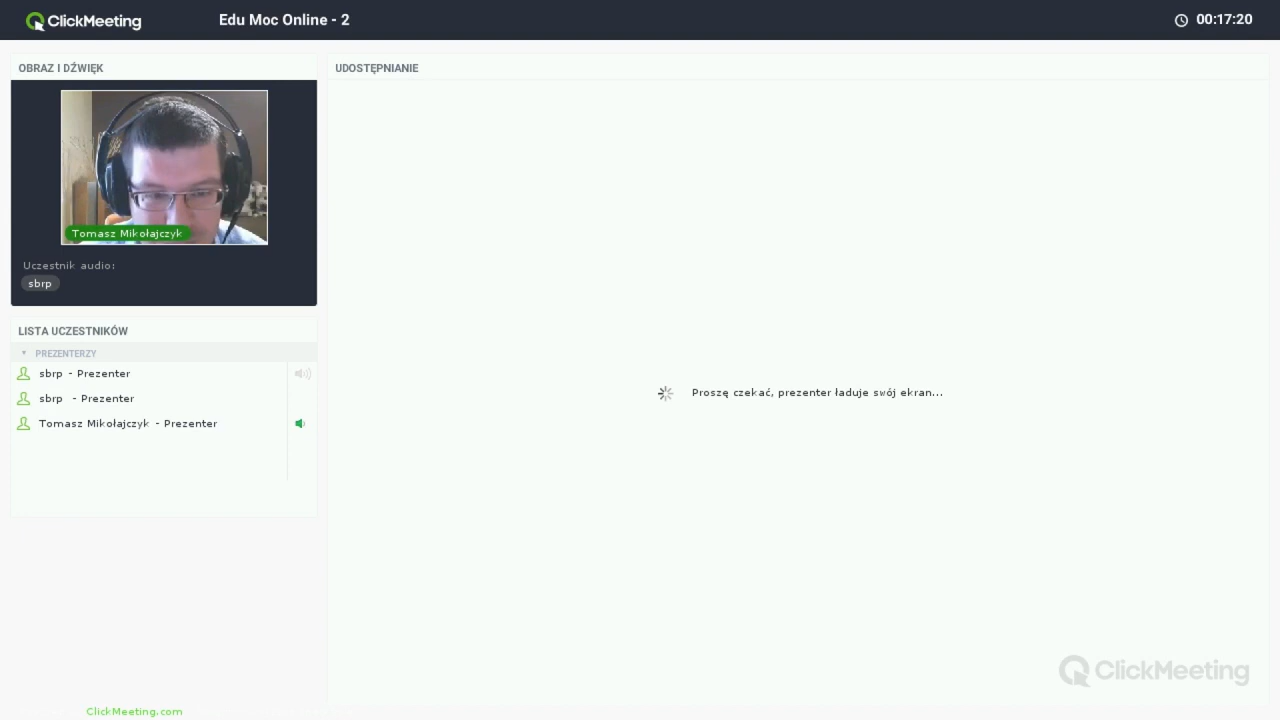 ClickMeeting
Edu Moc Online - 2
00:17:20
OBRAZ I DŹWIĘK
Tomasz Mikołajczyk
Uczestnik audio:
sbrp
LISTA UCZESTNIKÓW
PREZENTERZY
sbrp - Prezenter
sbrp - Prezenter
Tomasz Mikołajczyk - Prezenter
UDOSTĘPNIANIE
Proszę czekać, prezenter ładuje swój ekran...
ClickMeeting
ClickMeeting.com